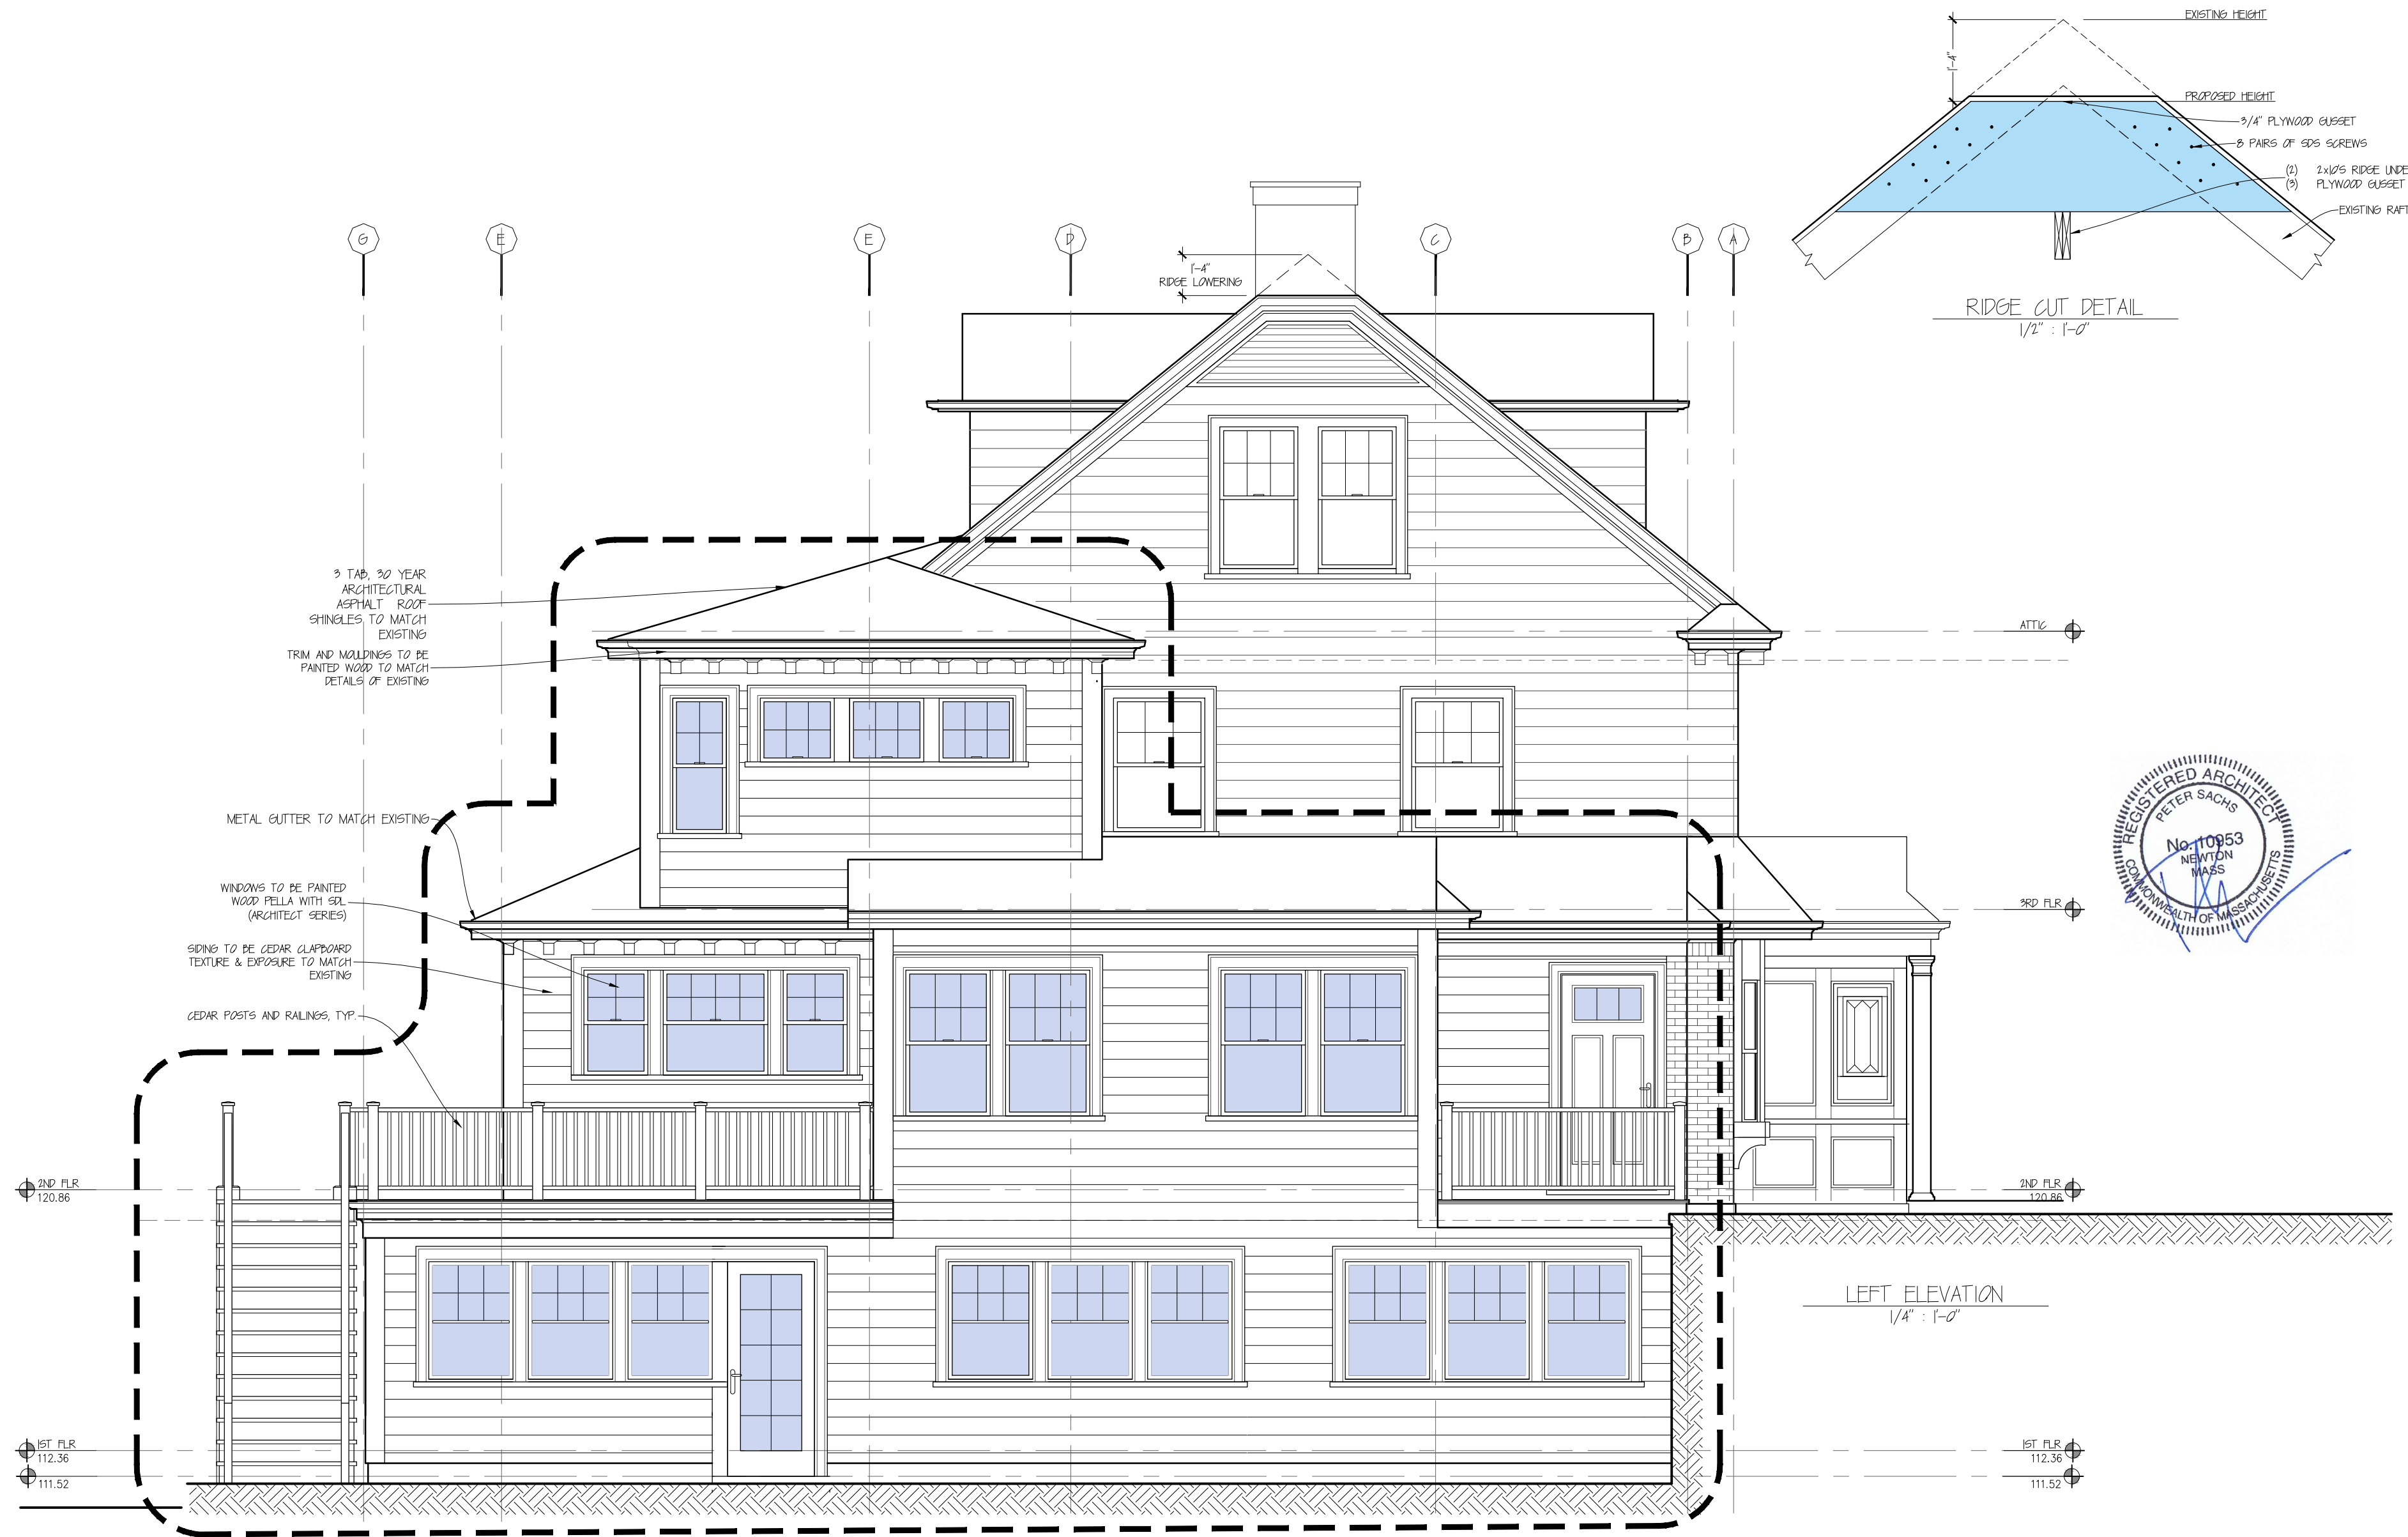 EXISTING HEIGHT
1'-4"
PROPOSED HEIGHT
3/4" PLYWOOD GUSSET
8 PAIRS OF SDS SCREWS
(2) 2x10'S RIDGE UNDE
(3) PLYWOOD GUSSET
EXISTING RAFT
RIDGE CUT DETAIL
1/2" : 1'-0"
G
E
E
D
C
B
A
1'-4"
RIDGE LOWERING
3 TAB, 30 YEAR
ARCHITECTURAL
ASPHALT ROOF
SHINGLES TO MATCH
EXISTING
TRIM AND MOULDINGS TO BE
PAINTED WOOD TO MATCH
DETAILS OF EXISTING
METAL GUTTER TO MATCH EXISTING
WINDOWS TO BE PAINTED
WOOD PELLA WITH SDL
(ARCHITECT SERIES)
SIDING TO BE CEDAR CLAPBOARD
TEXTURE & EXPOSURE TO MATCH
EXISTING
CEDAR POSTS AND RAILINGS, TYP.
ATTIC
REGISTERED ARCHITECT
PETER SACHS
No. 10953
NEWTON
MASS
COMMONWEALTH OF MASSACHUSETTS
3RD FLR
2ND FLR
120.86
2ND FLR
120.86
LEFT ELEVATION
1/4" : 1'-0"
1ST FLR
112.36
111.52
1ST FLR
112.36
111.52